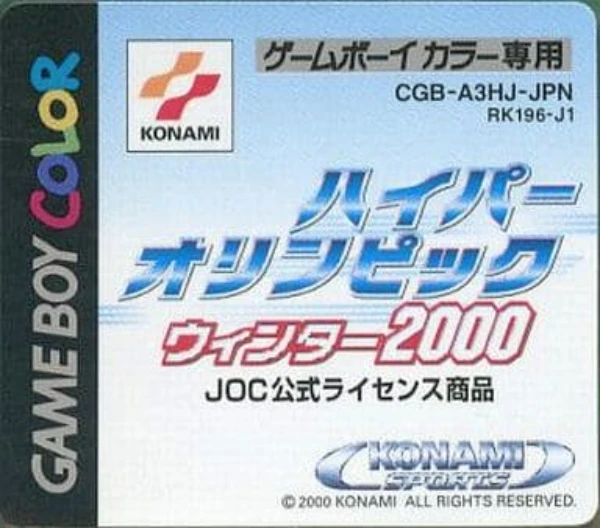 GAME BOY COLOR
KONAMI
ゲームボーイカラー専用
CGB-A3HJ-JPN
RK196-J1
ハイパー
オリンピック
ウィンター2000
JOC公式ライセンス商品
KONAMI
SPORTS
© 2000 KONAMI ALL RIGHTS RESERVED.